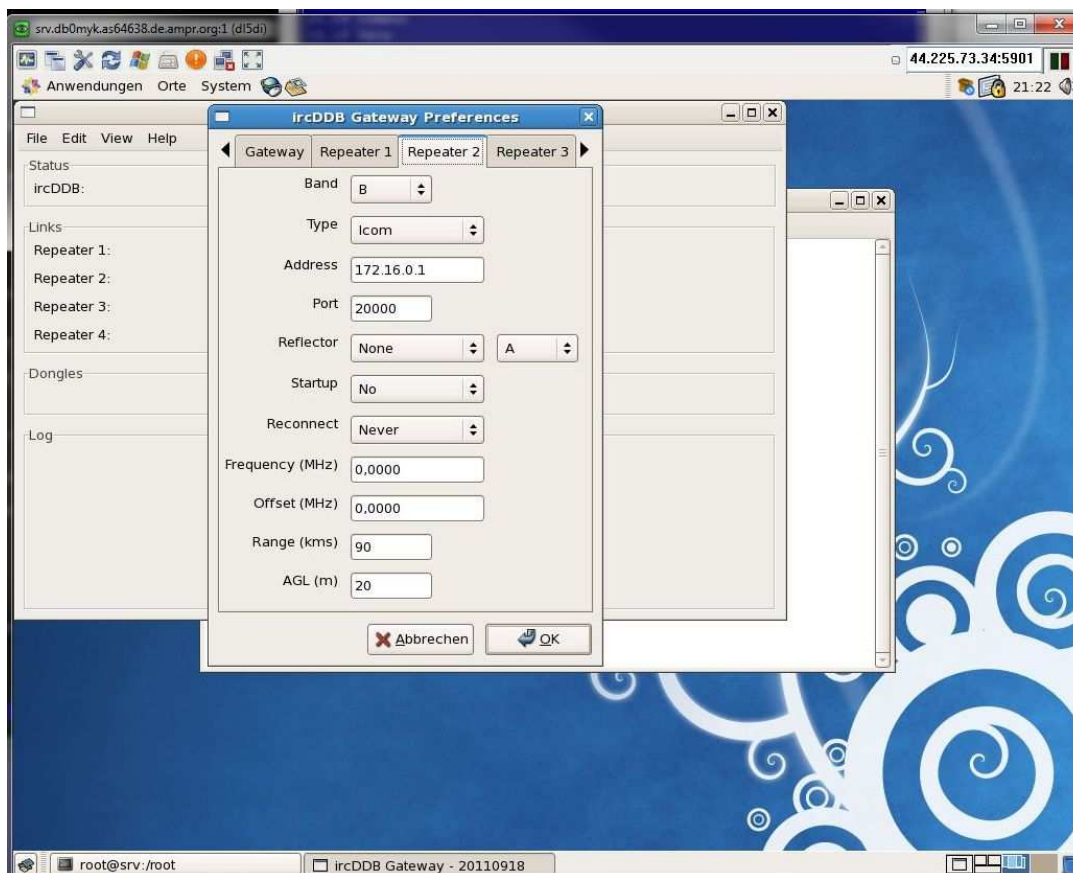 srv.db0myk.as64638.de.ampr.org:1 (dl5di)
44.225.73.34:5901
Anwendungen Orte System
21:22
ircDDB Gateway Preferences
File Edit View Help
Gateway Repeater 1 Repeater 2 Repeater 3
Status
ircDDB:
Links
Repeater 1:
Repeater 2:
Repeater 3:
Repeater 4:
Dongles
Log
Band B
Type Icom
Address 172.16.0.1
Port 20000
Reflector None A
Startup No
Reconnect Never
Frequency (MHz) 0,0000
Offset (MHz) 0,0000
Range (kms) 90
AGL (m) 20
Abbrechen OK
root@srv:/root
ircDDB Gateway - 20110918